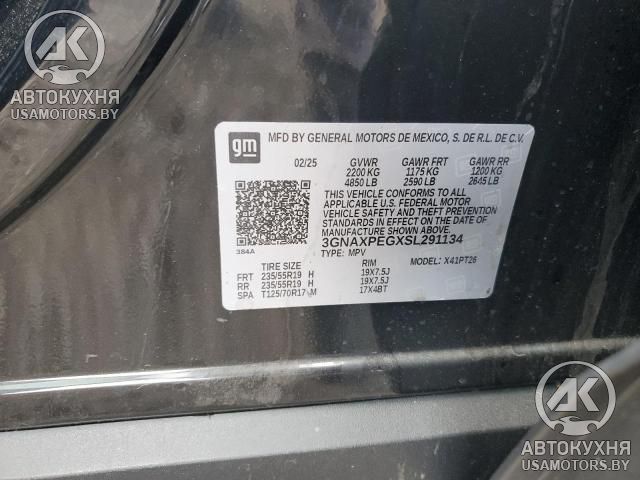 AK
АВТОКУХНЯ
USAMOTORS.BY
gm
MFD BY GENERAL MOTORS DE MEXICO, S. DE R.L. DE C.V.
02/25 GVWR GAWR FRT GAWR RR
2200 KG 1175 KG 1200 KG
4850 LB 2590 LB 2645 LB
THIS VEHICLE CONFORMS TO ALL
APPLICABLE U.S. FEDERAL MOTOR
VEHICLE SAFETY AND THEFT PREVENTION
STANDARDS IN EFFECT ON THE DATE OF
MANUFACTURE SHOWN ABOVE.
384A
3GNAXPEGXSL291134
TYPE: MPV MODEL: X41PT26
TIRE SIZE RIM
FRT 235/55R19 H 19X7.5J
RR 235/55R19 H 19X7.5J
SPA T125/70R17 M 17X4BT
AK
АВТОКУХНЯ
USAMOTORS.BY